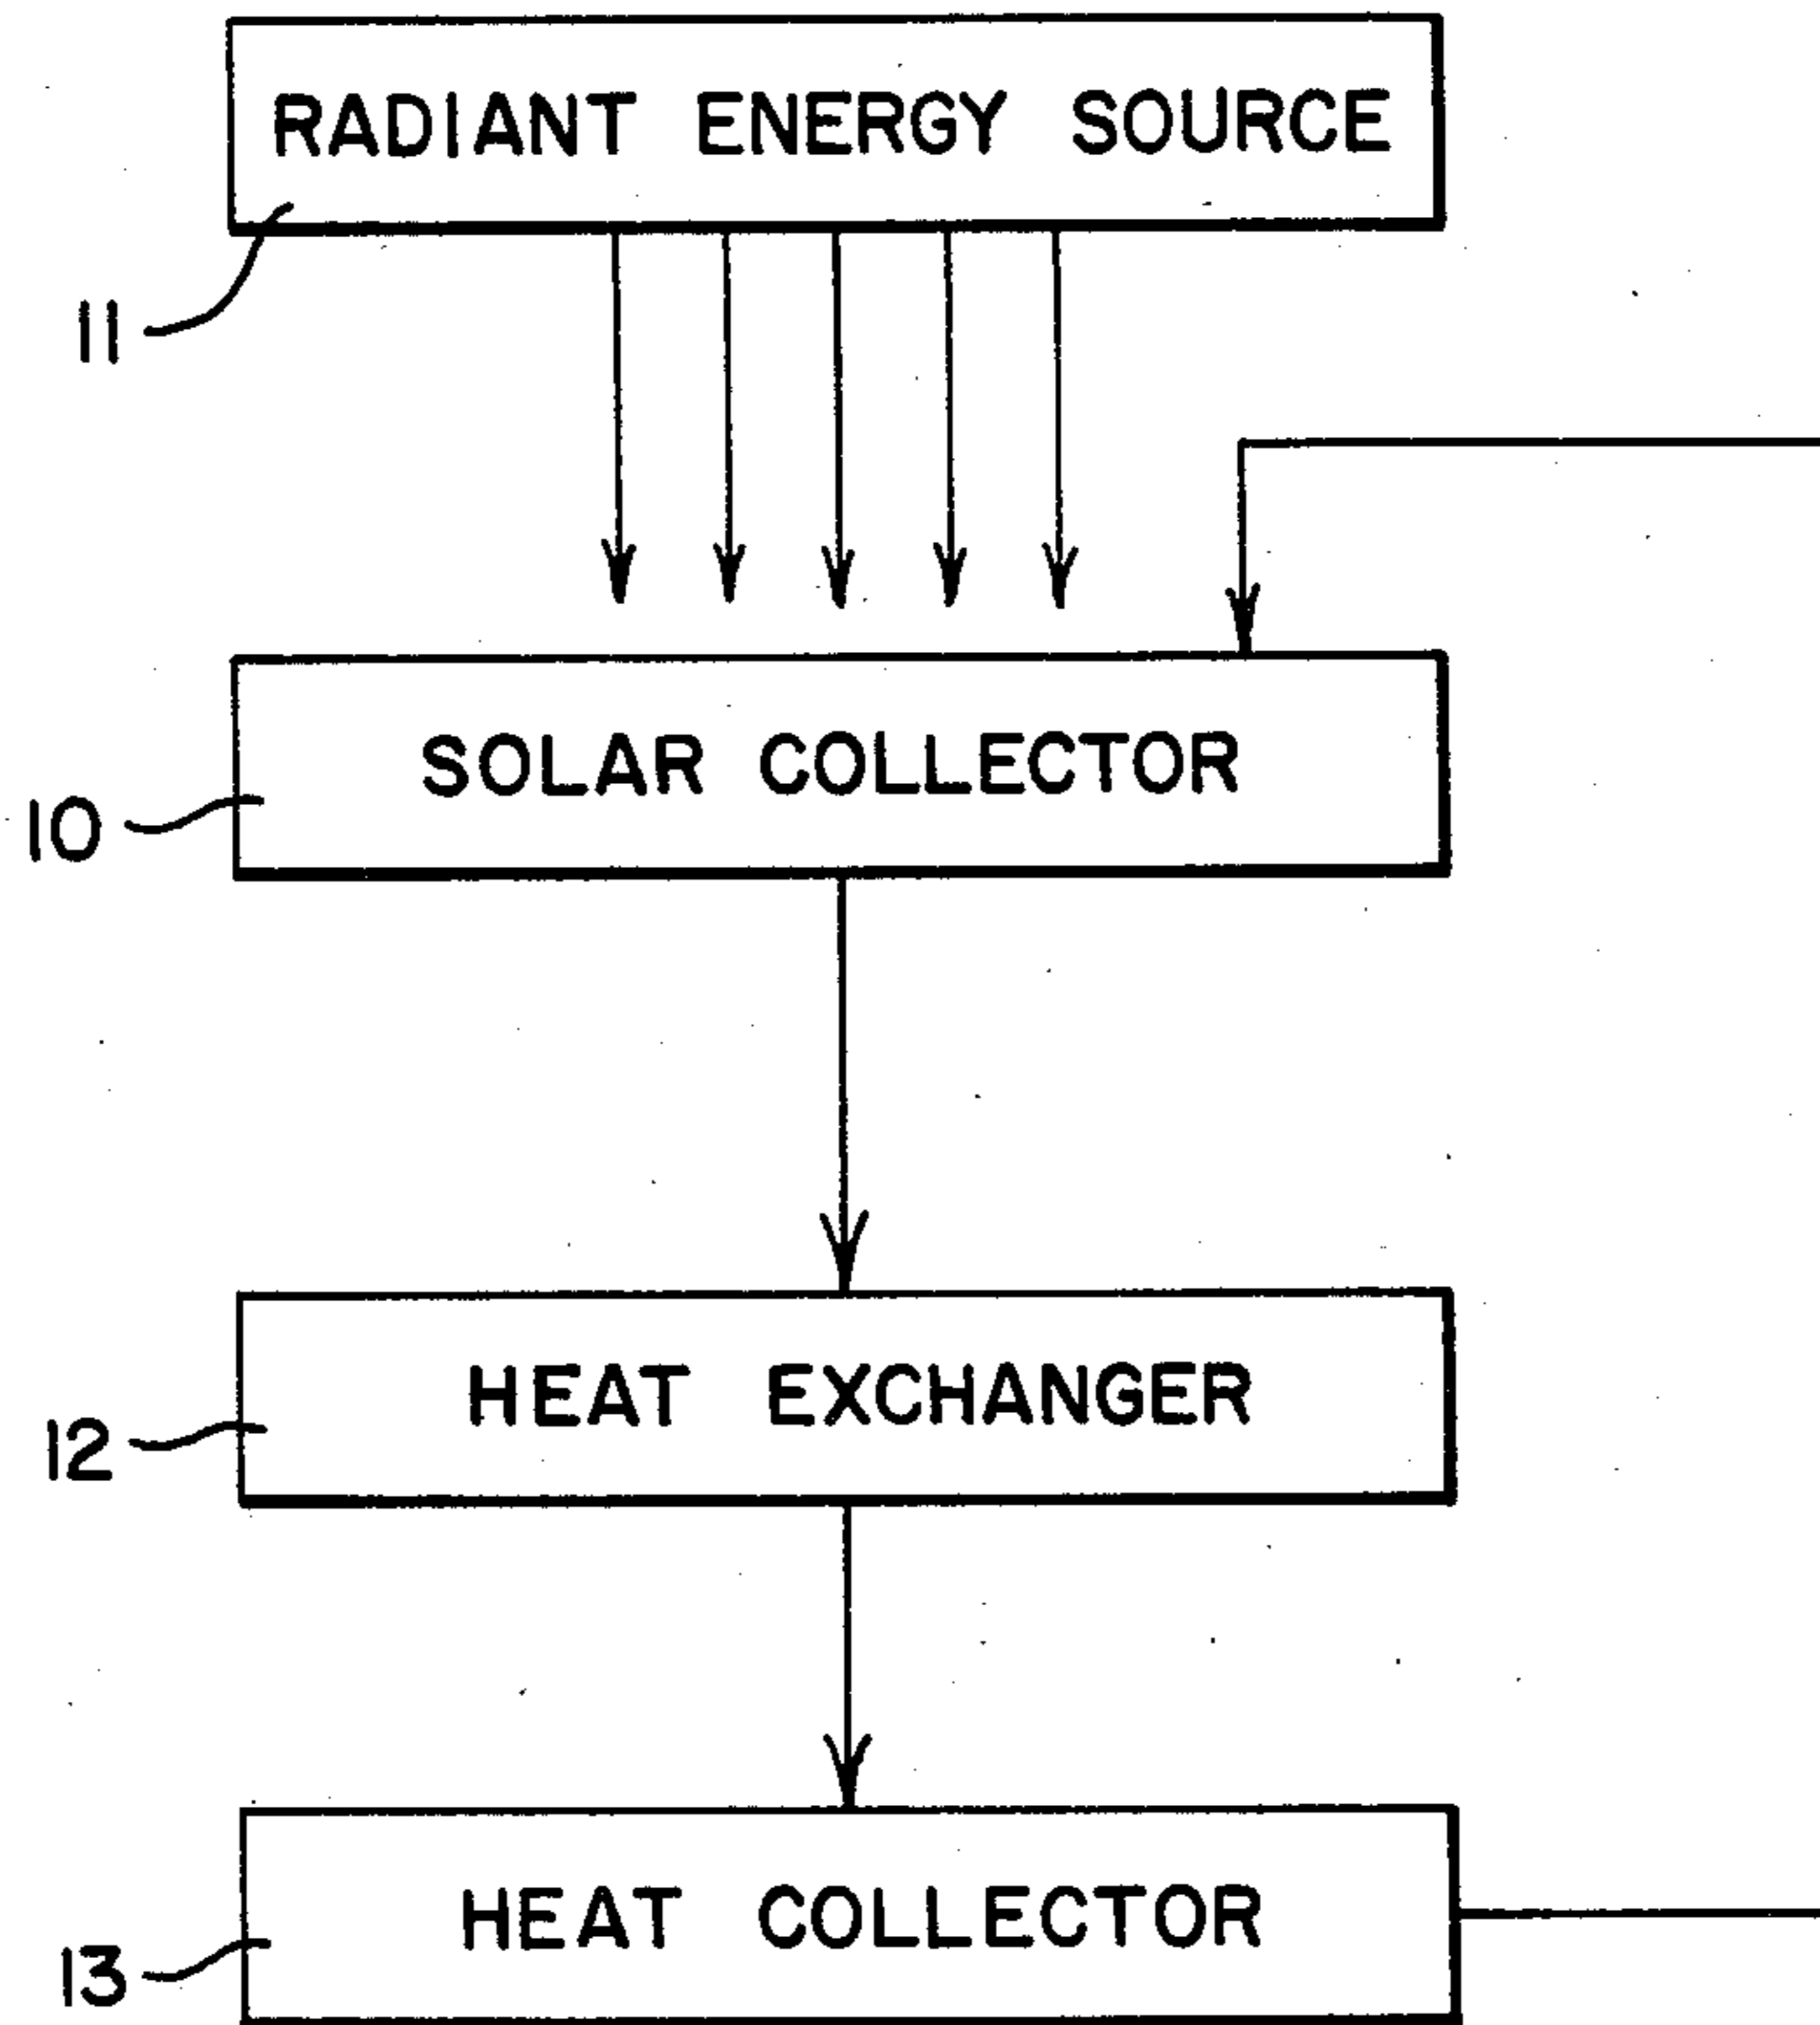 RADIANT ENERGY SOURCE
11
SOLAR COLLECTOR
10
HEAT EXCHANGER
12
HEAT COLLECTOR
13